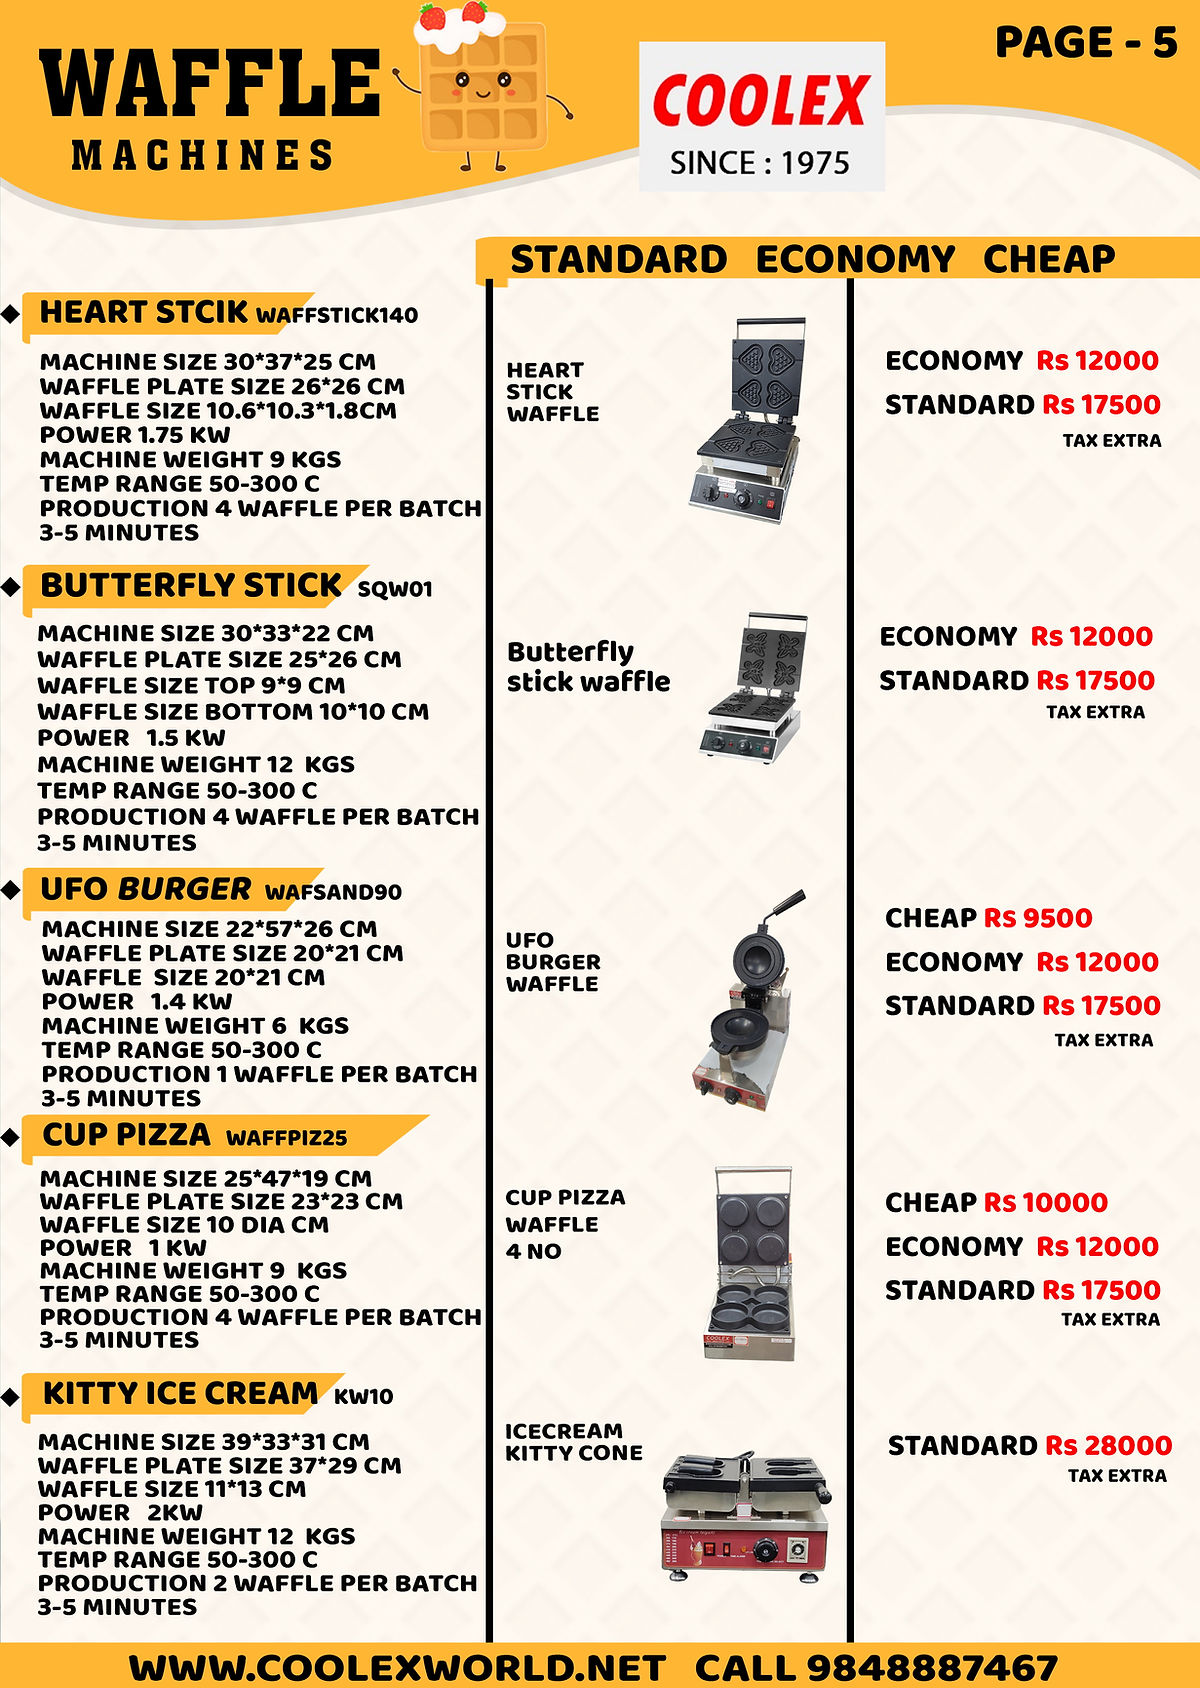 WAFFLE
MACHINES
COOLEX
SINCE : 1975
PAGE - 5
STANDARD ECONOMY CHEAP
HEART STCIK WAFFSTICK140
MACHINE SIZE 30*37*25 CM
WAFFLE PLATE SIZE 26*26 CM
WAFFLE SIZE 10.6*10.3*1.8CM
POWER 1.75 KW
MACHINE WEIGHT 9 KGS
TEMP RANGE 50-300 C
PRODUCTION 4 WAFFLE PER BATCH
3-5 MINUTES
HEART
STICK
WAFFLE
ECONOMY Rs 12000
STANDARD Rs 17500
TAX EXTRA
BUTTERFLY STICK SQW01
MACHINE SIZE 30*33*22 CM
WAFFLE PLATE SIZE 25*26 CM
WAFFLE SIZE TOP 9*9 CM
WAFFLE SIZE BOTTOM 10*10 CM
POWER 1.5 KW
MACHINE WEIGHT 12 KGS
TEMP RANGE 50-300 C
PRODUCTION 4 WAFFLE PER BATCH
3-5 MINUTES
Butterfly
stick waffle
ECONOMY Rs 12000
STANDARD Rs 17500
TAX EXTRA
UFO BURGER WAFSAND90
MACHINE SIZE 22*57*26 CM
WAFFLE PLATE SIZE 20*21 CM
WAFFLE SIZE 20*21 CM
POWER 1.4 KW
MACHINE WEIGHT 6 KGS
TEMP RANGE 50-300 C
PRODUCTION 1 WAFFLE PER BATCH
3-5 MINUTES
UFO
BURGER
WAFFLE
CHEAP Rs 9500
ECONOMY Rs 12000
STANDARD Rs 17500
TAX EXTRA
CUP PIZZA WAFFPIZ25
MACHINE SIZE 25*47*19 CM
WAFFLE PLATE SIZE 23*23 CM
WAFFLE SIZE 10 DIA CM
POWER 1 KW
MACHINE WEIGHT 9 KGS
TEMP RANGE 50-300 C
PRODUCTION 4 WAFFLE PER BATCH
3-5 MINUTES
CUP PIZZA
WAFFLE
4 NO
COOLEX
CHEAP Rs 10000
ECONOMY Rs 12000
STANDARD Rs 17500
TAX EXTRA
KITTY ICE CREAM KW10
MACHINE SIZE 39*33*31 CM
WAFFLE PLATE SIZE 37*29 CM
WAFFLE SIZE 11*13 CM
POWER 2KW
MACHINE WEIGHT 12 KGS
TEMP RANGE 50-300 C
PRODUCTION 2 WAFFLE PER BATCH
3-5 MINUTES
ICECREAM
KITTY CONE
STANDARD Rs 28000
TAX EXTRA
WWW.COOLEXWORLD.NET CALL 9848887467